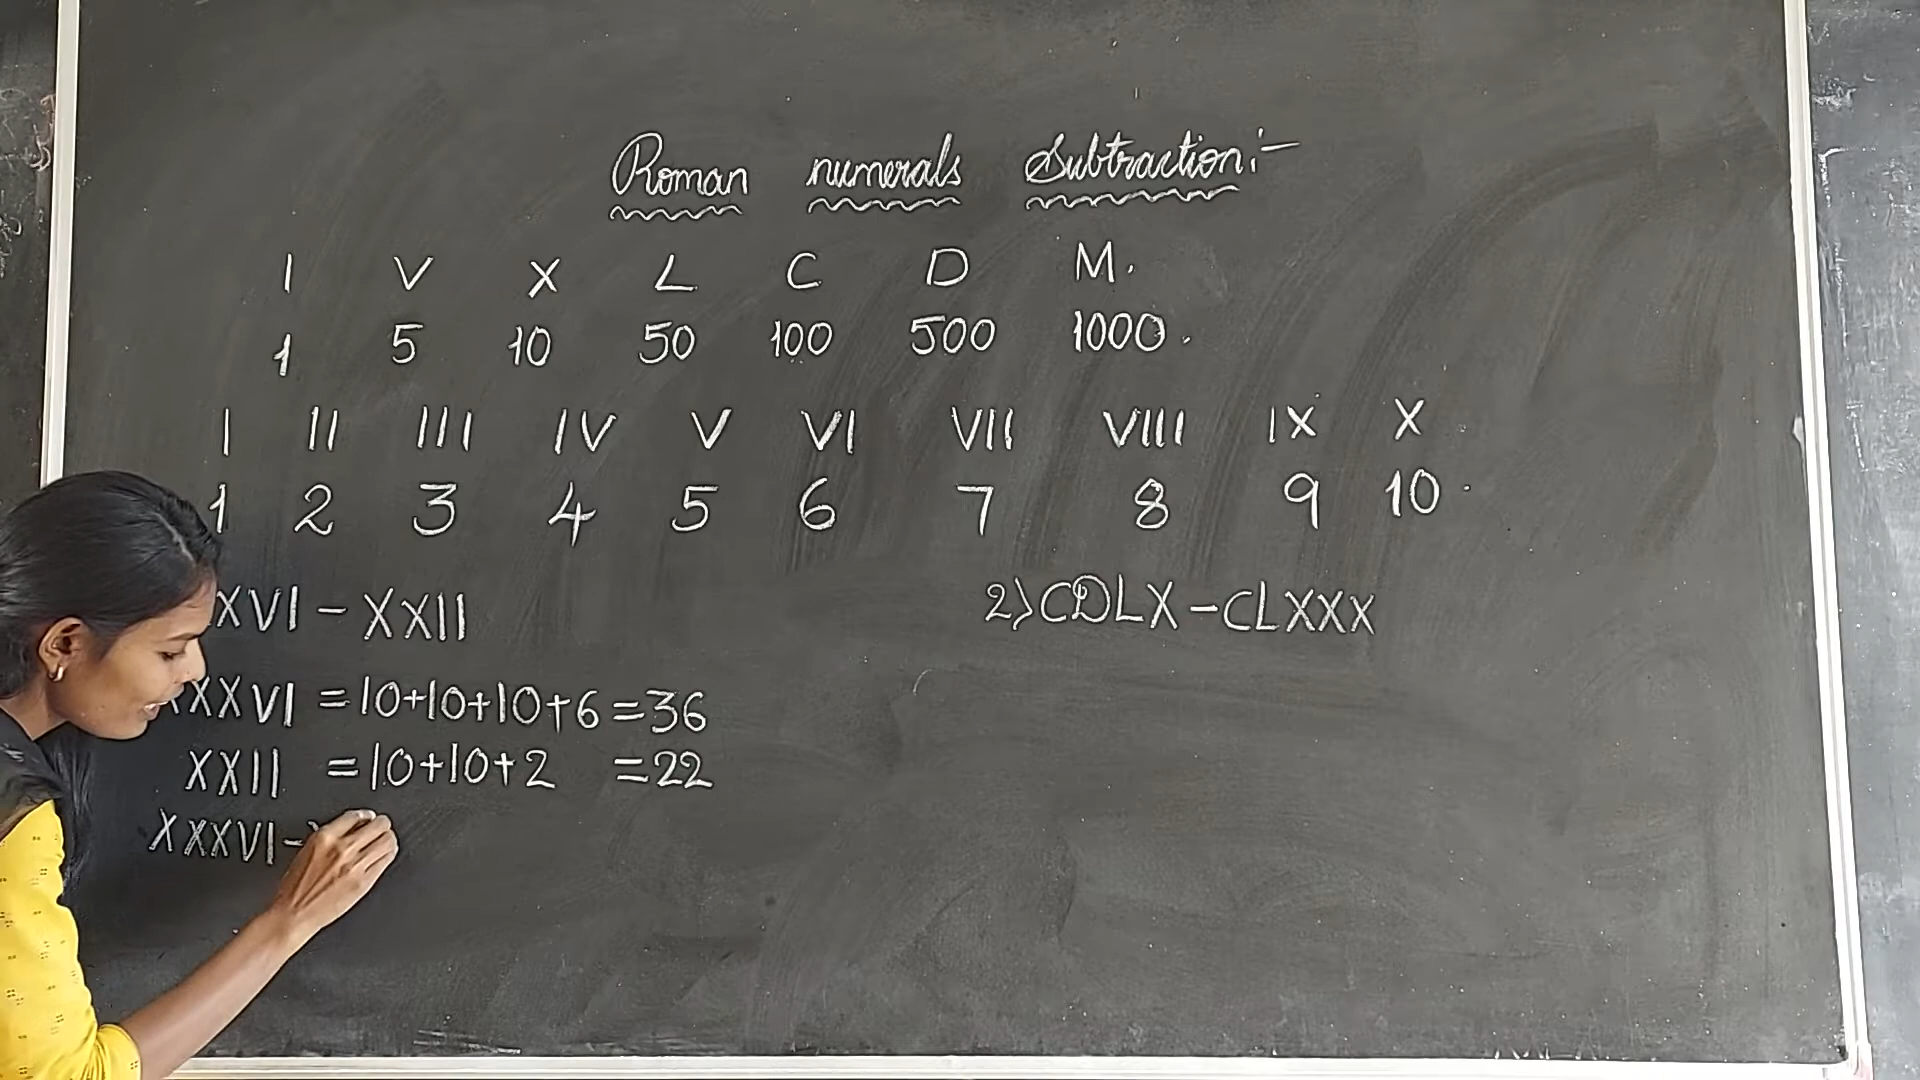 Roman numerals Subtraction:-
I V X L C D M.
1 5 10 50 100 500 1000.
I II III IV V VI VII VIII IX X
1 2 3 4 5 6 7 8 9 10.
XVI - XXII
2) CDLX - CLXXX
XXVI = 10+10+10+6 = 36
XXII = 10+10+2 = 22
XXXVI -